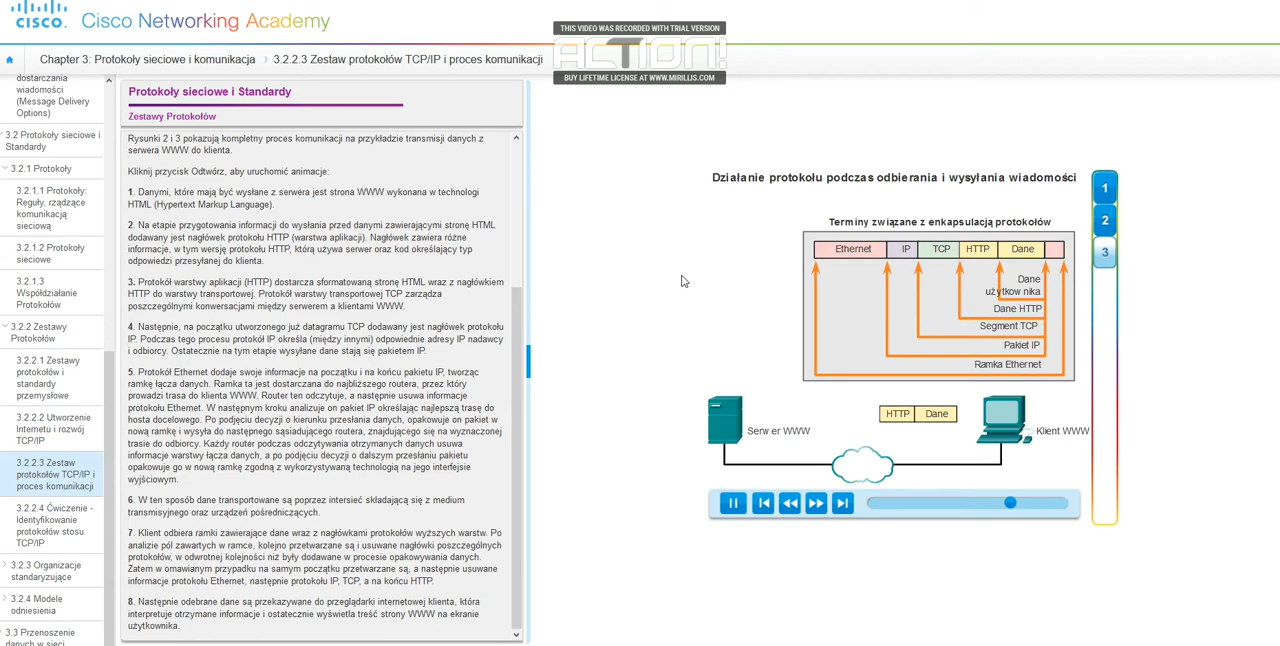 cisco.
Cisco Networking Academy
THIS VIDEO WAS RECORDED WITH TRIAL VERSION
ACTION!
BUY LIFETIME LICENSE AT WWW.MIRILLIS.COM
Chapter 3: Protokoły sieciowe i komunikacja
3.2.2.3 Zestaw protokołów TCP/IP i proces komunikacji
dostarczania
wiadomości
(Message Delivery
Options)
3.2 Protokoły sieciowe i
Standardy
3.2.1 Protokoły
3.2.1.1 Protokoły:
Reguły, rządzące
komunikacją
sieciową
3.2.1.2 Protokoły
sieciowe
3.2.1.3
Współdziałanie
Protokołów
3.2.2 Zestawy
Protokołów
3.2.2.1 Zestawy
protokołów i
standardy
przemysłowe
3.2.2.2 Utworzenie
Internetu i rozwój
TCP/IP
3.2.2.3 Zestaw
protokołów TCP/IP i
proces komunikacji
3.2.2.4 Ćwiczenie -
Identyfikowanie
protokołów stosu
TCP/IP
3.2.3 Organizacje
standaryzujące
3.2.4 Modele
odniesienia
3.3 Przenoszenie
danych w sieci
Protokoły sieciowe i Standardy
Zestawy Protokołów
Rysunki 2 i 3 pokazują kompletny proces komunikacji na przykładzie transmisji danych z
serwera WWW do klienta.
Kliknij przycisk Odtwórz, aby uruchomić animacje:
1. Danymi, które mają być wysłane z serwera jest strona WWW wykonana w technologi
HTML (Hypertext Markup Language).
2. Na etapie przygotowania informacji do wysłania przed danymi zawierającymi stronę HTML
dodawany jest nagłówek protokołu HTTP (warstwa aplikacji). Nagłówek zawiera różne
informacje, w tym wersje protokołu HTTP, którą używa serwer oraz kod określający typ
odpowiedzi przesyłanej do klienta.
3. Protokół warstwy aplikacji (HTTP) dostarcza sformatowaną stronę HTML wraz z nagłówkiem
HTTP do warstwy transportowej. Protokół warstwy transportowej TCP zarządza
poszczególnymi konwersacjami między serwerem a klientami WWW.
4. Następnie, na początku utworzonego już datagramu TCP dodawany jest nagłówek protokołu
IP. Podczas tego procesu protokół IP określa (między innymi) odpowiednie adresy IP nadawcy
i odbiorcy. Ostatecznie na tym etapie wysyłane dane stają się pakietem IP.
5. Protokół Ethernet dodaje swoje informacje na początku i na końcu pakietu IP, tworząc
ramkę łącza danych. Ramka ta jest dostarczana do najbliższego routera, przez który
prowadzi trasa do klienta WWW. Router ten odczytuje, a następnie usuwa informacje
protokołu Ethernet. W następnym kroku analizuje on pakiet IP określając najlepszą trasę do
hosta docelowego. Po podjęciu decyzji o kierunku przesłania danych, opakowuje on pakiet w
nową ramkę i wysyła do następnego sąsiadującego routera, znajdującego się na wyznaczonej
trasie do odbiorcy. Każdy router podczas odczytywania otrzymanych danych usuwa
informacje warstwy łącza danych, a po podjęciu decyzji o dalszym przesłaniu pakietu
opakowuje go w nową ramkę zgodną z wykorzystywaną technologią na jego interfejsie
wyjściowym.
6. W ten sposób dane transportowane są poprzez intersieć składającą się z medium
transmisyjnego oraz urządzeń pośredniczących.
7. Klient odbiera ramki zawierające dane wraz z nagłówkami protokołów wyższych warstw. Po
analizie pól zawartych w ramce, kolejno przetwarzane są i usuwane nagłówki poszczególnych
protokołów, w odwrotnej kolejności niż były dodawane w procesie opakowywania danych.
Zatem w omawianym przypadku na samym początku przetwarzane są, a następnie usuwane
informacje protokołu Ethernet, następnie protokołu IP, TCP, a na końcu HTTP.
8. Następnie odebrane dane są przekazywane do przeglądarki internetowej klienta, która
interpretuje otrzymane informacje i ostatecznie wyświetla treść strony WWW na ekranie
użytkownika.
Działanie protokołu podczas odbierania i wysyłania wiadomości
1
2
3
Terminy związane z enkapsulacją protokołów
Ethernet IP TCP HTTP Dane
Dane
użytkow nika
Dane HTTP
Segment TCP
Pakiet IP
Ramka Ethernet
HTTP Dane
Serw er WWW
Klient WWW